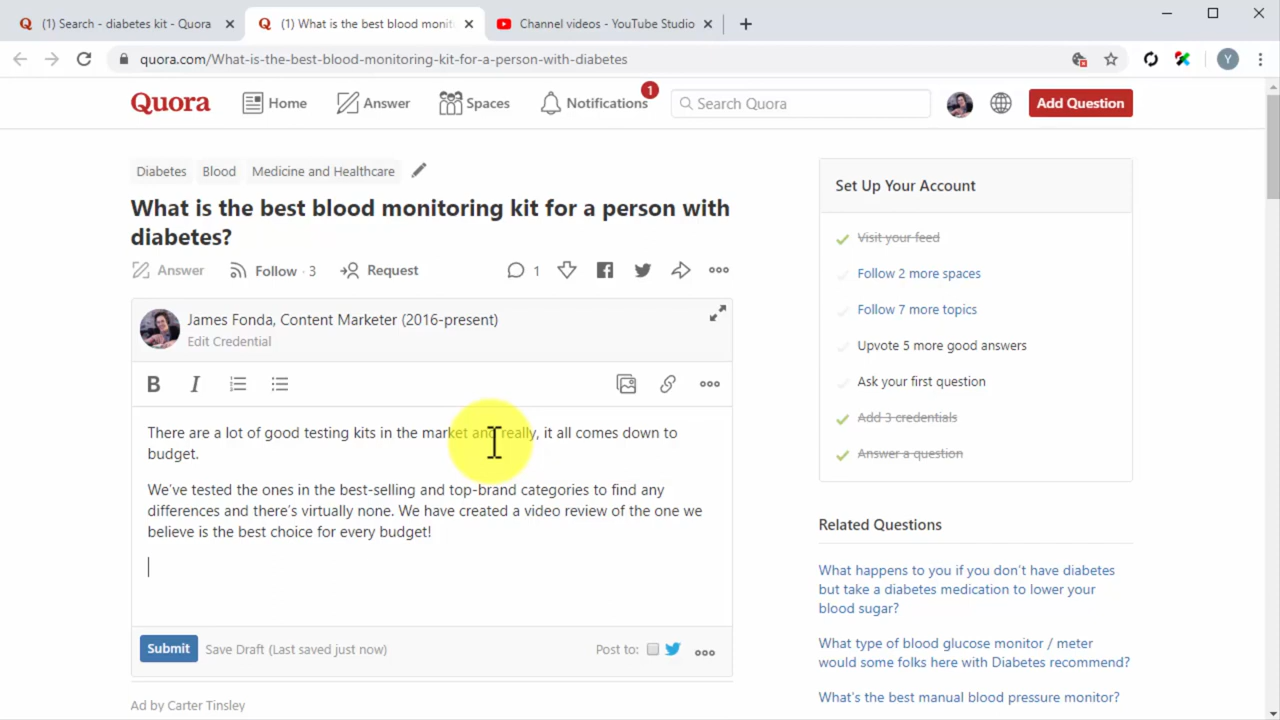 (1) Search - diabetes kit - Quora
(1) What is the best blood monit
Channel videos - YouTube Studio
quora.com/What-is-the-best-blood-monitoring-kit-for-a-person-with-diabetes
Y
Quora
Home
Answer
Spaces
Notifications
1
Search Quora
Add Question
Diabetes
Blood
Medicine and Healthcare
What is the best blood monitoring kit for a person with
diabetes?
Answer
Follow · 3
Request
1
James Fonda, Content Marketer (2016-present)
Edit Credential
B
I
There are a lot of good testing kits in the market and really, it all comes down to
budget.
We've tested the ones in the best-selling and top-brand categories to find any
differences and there's virtually none. We have created a video review of the one we
believe is the best choice for every budget!
Submit
Save Draft (Last saved just now)
Post to:
Ad by Carter Tinsley
Set Up Your Account
Visit your feed
Follow 2 more spaces
Follow 7 more topics
Upvote 5 more good answers
Ask your first question
Add 3 credentials
Answer a question
Related Questions
What happens to you if you don't have diabetes
but take a diabetes medication to lower your
blood sugar?
What type of blood glucose monitor / meter
would some folks here with Diabetes recommend?
What's the best manual blood pressure monitor?